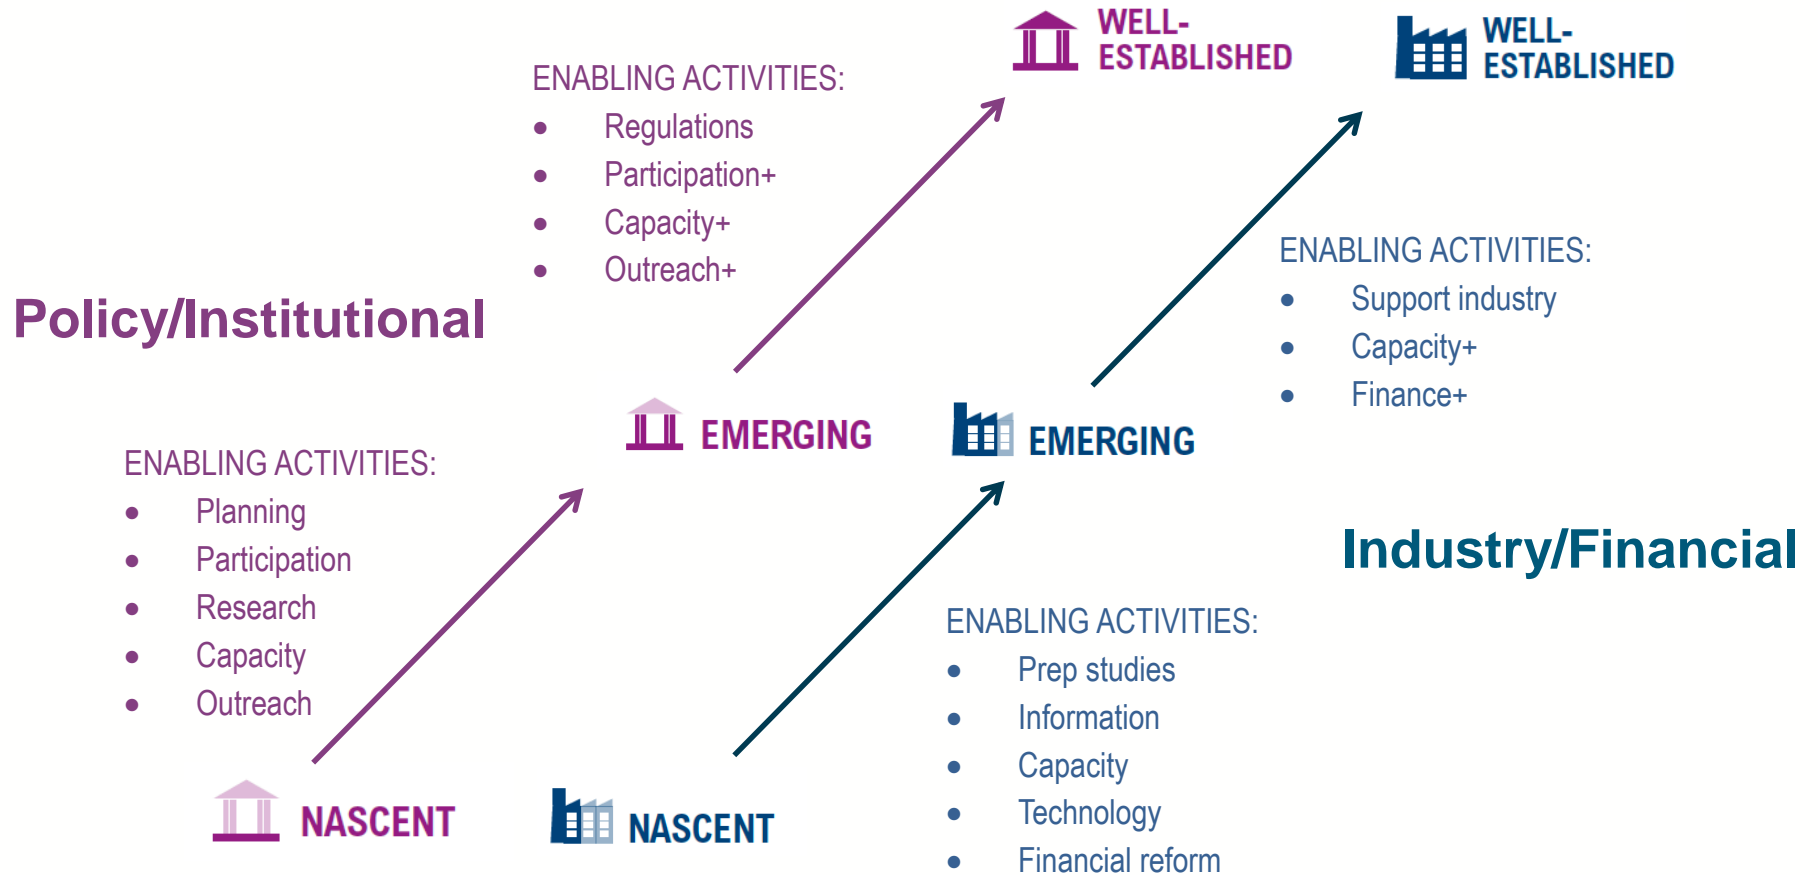 WELL-
ESTABLISHED
WELL-
ESTABLISHED
ENABLING ACTIVITIES:
● Regulations
● Participation+
● Capacity+
● Outreach+
ENABLING ACTIVITIES:
● Support industry
● Capacity+
● Finance+
Policy/Institutional
EMERGING
EMERGING
ENABLING ACTIVITIES:
● Planning
● Participation
● Research
● Capacity
● Outreach
Industry/Financial
ENABLING ACTIVITIES:
● Prep studies
● Information
● Capacity
● Technology
● Financial reform
NASCENT
NASCENT